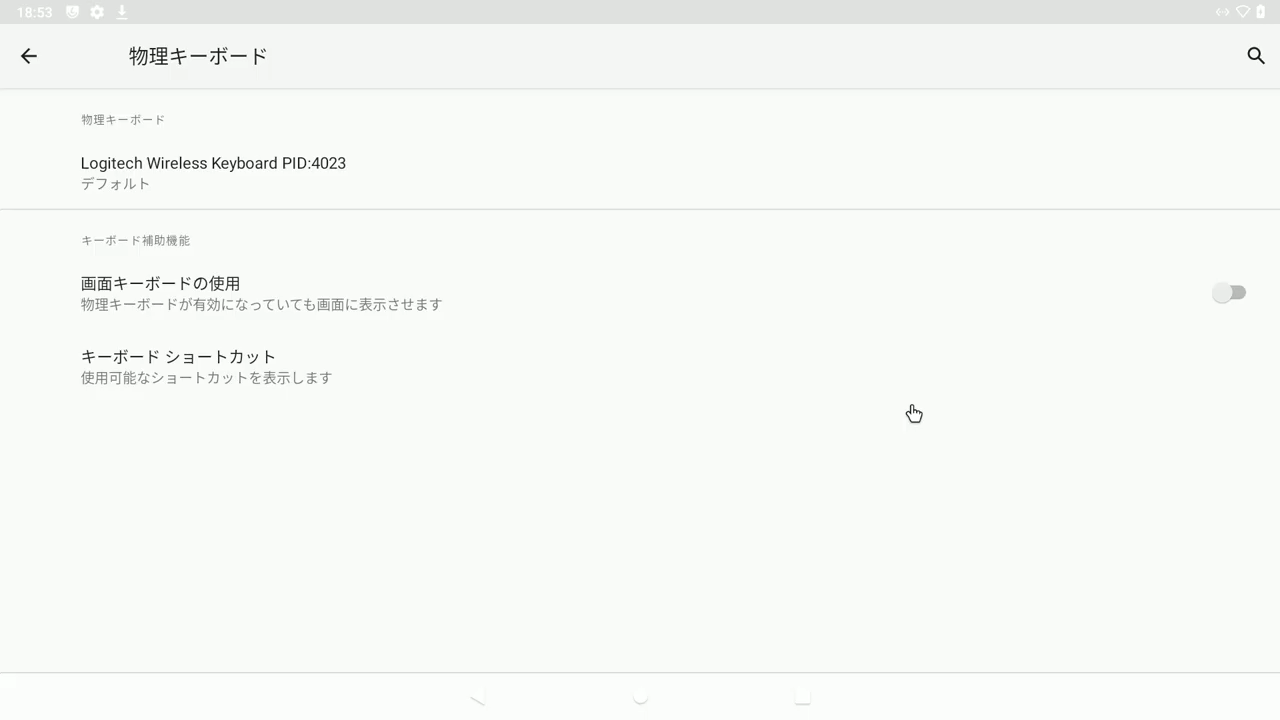 18:53
物理キーボード
物理キーボード
Logitech Wireless Keyboard PID:4023
デフォルト
キーボード補助機能
画面キーボードの使用
物理キーボードが有効になっていても画面に表示させます
キーボード ショートカット
使用可能なショートカットを表示します